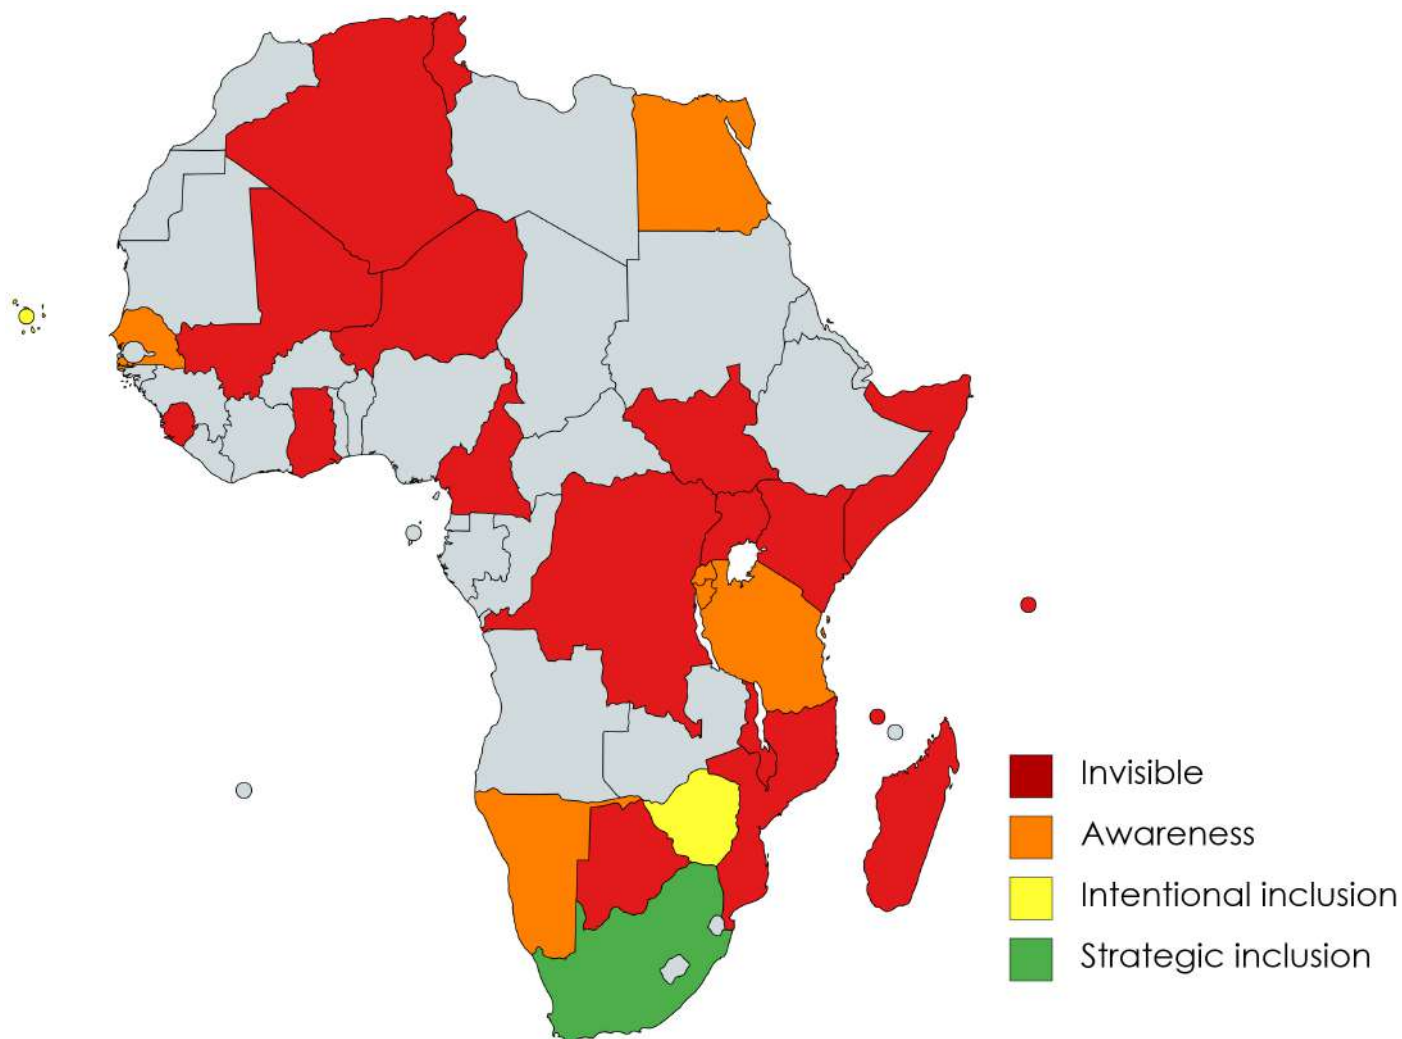 Invisible
Awareness
Intentional inclusion
Strategic inclusion